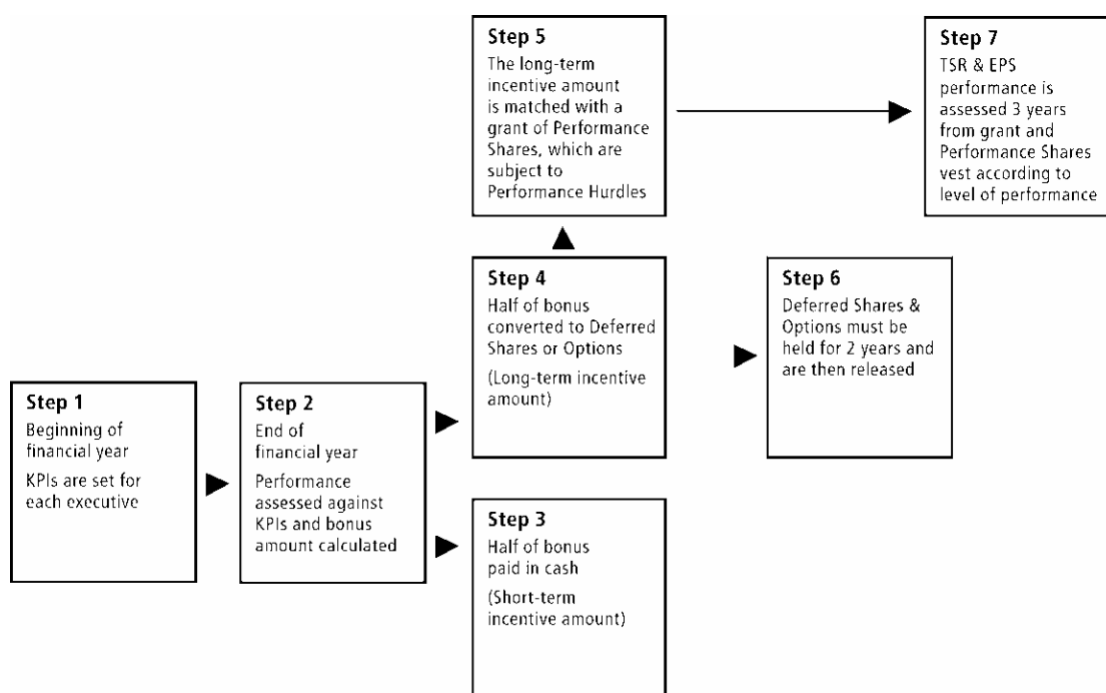 Step 1
Beginning of
financial year
KPIs are set for
each executive
Step 2
End of
financial year
Performance
assessed against
KPIs and bonus
amount calculated
Step 3
Half of bonus
paid in cash
(Short-term
incentive amount)
Step 4
Half of bonus
converted to Deferred
Shares or Options
(Long-term incentive
amount)
Step 5
The long-term
incentive amount
is matched with a
grant of Performance
Shares, which are
subject to
Performance Hurdles
Step 6
Deferred Shares &
Options must be
held for 2 years and
are then released
Step 7
TSR & EPS
performance is
assessed 3 years
from grant and
Performance Shares
vest according to
level of performance